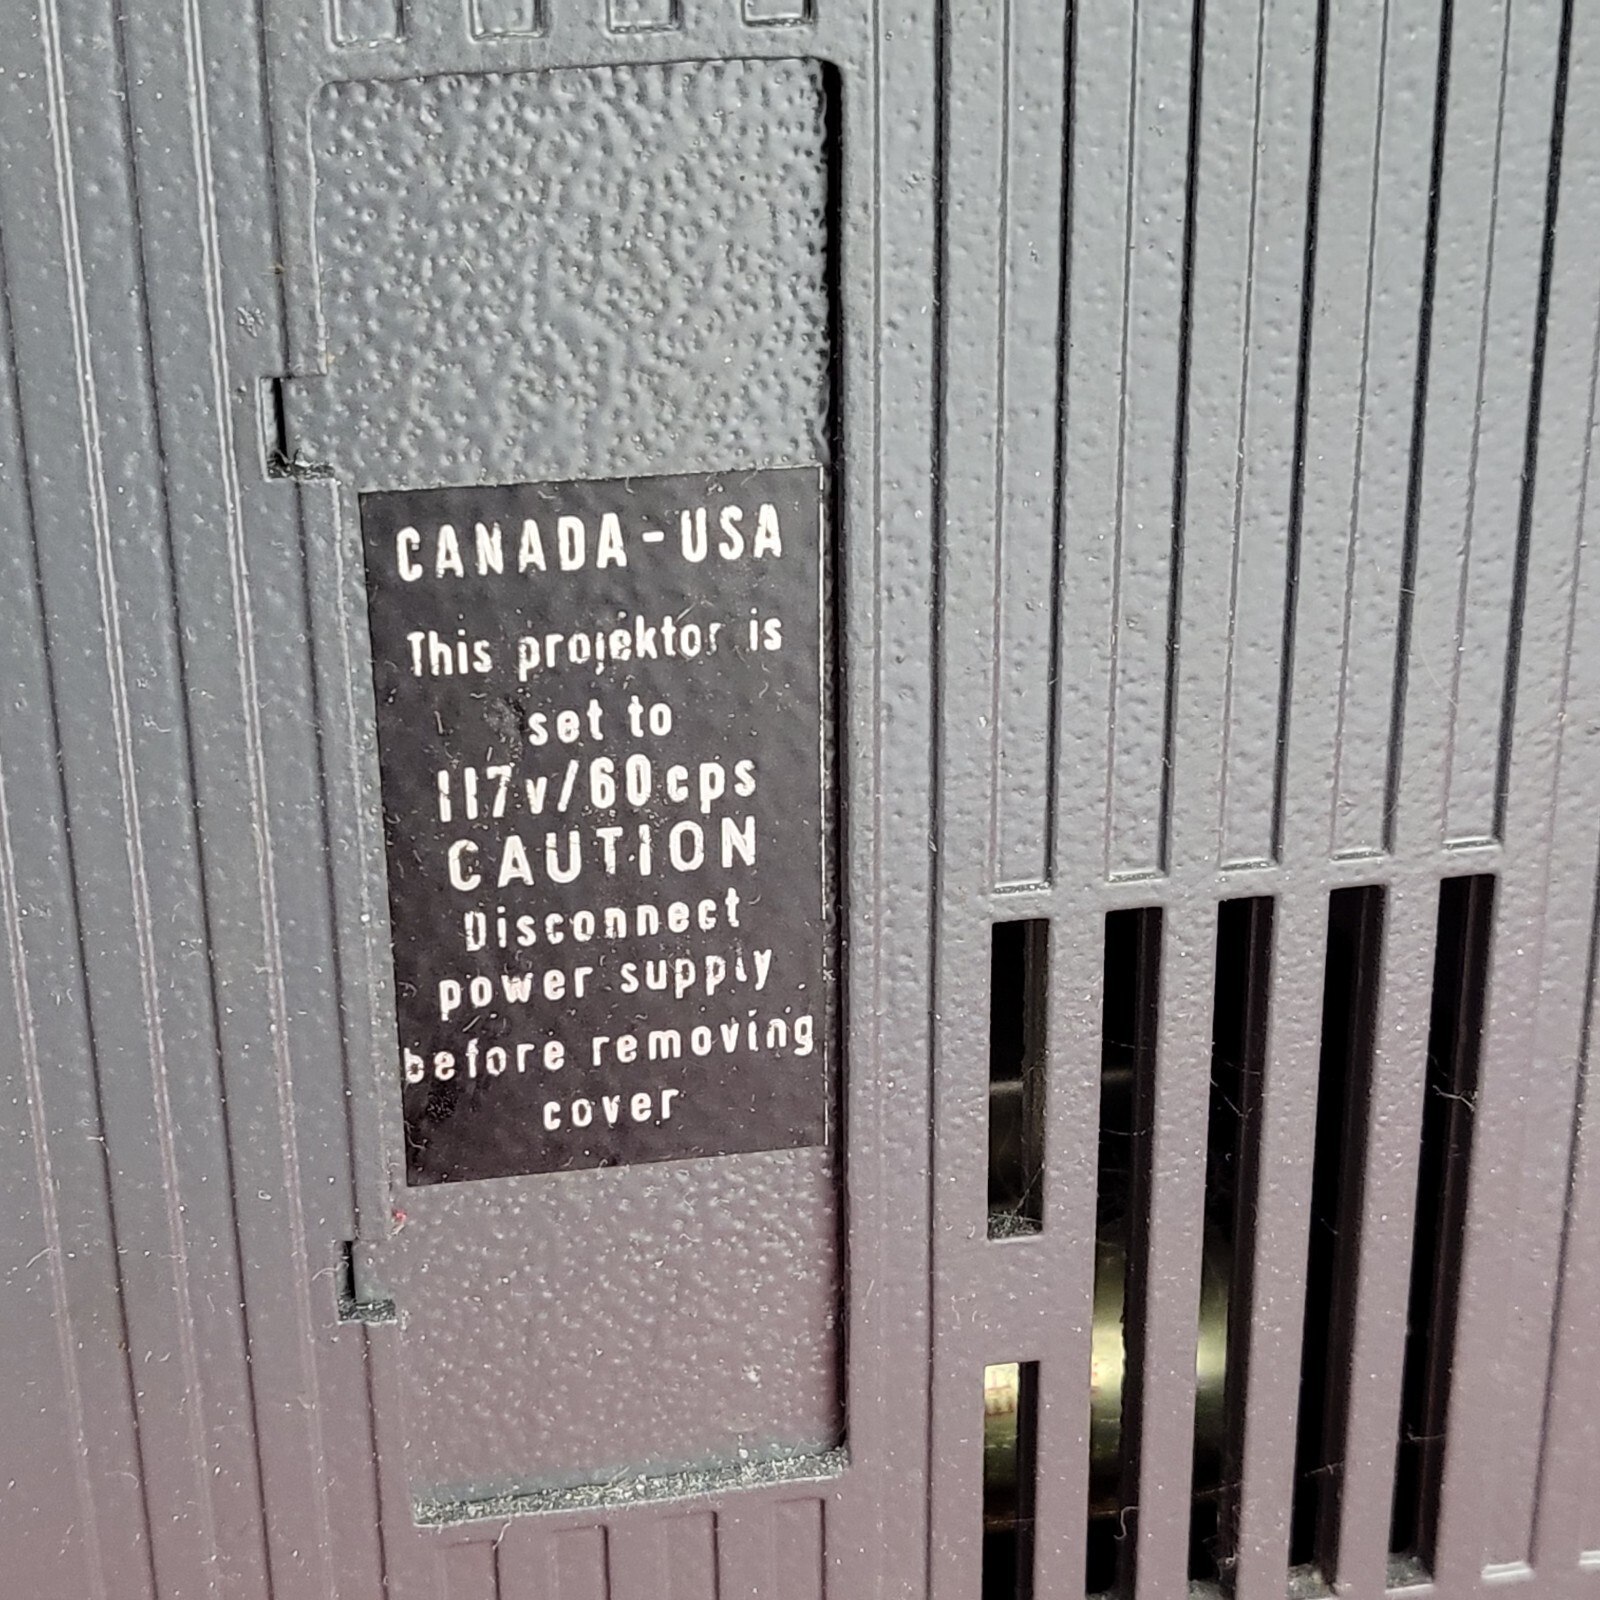 CANADA-USA
This projektor is
set to
117v/60cps
CAUTION
Disconnect
power supply
before removing
cover